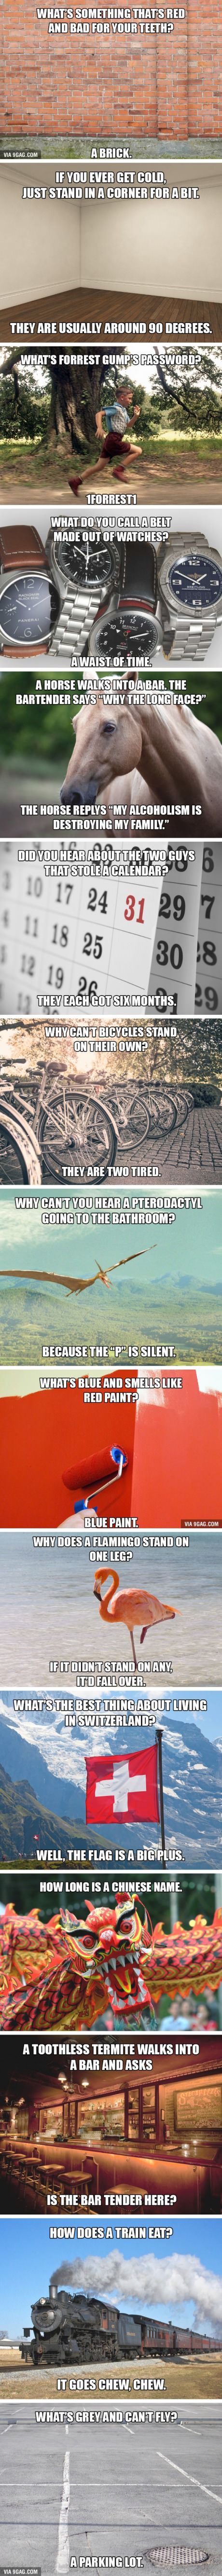 WHAT'S SOMETHING THAT'S RED
AND BAD FOR YOUR TEETH?
VIA 9GAG.COM
A BRICK.
IF YOU EVER GET COLD,
JUST STAND IN A CORNER FOR A BIT.
THEY ARE USUALLY AROUND 90 DEGREES.
WHAT'S FORREST GUMP'S PASSWORD?
1FORREST1
WHAT DO YOU CALL A BELT
MADE OUT OF WATCHES?
A WAIST OF TIME.
A HORSE WALKS INTO A BAR. THE
BARTENDER SAYS "WHY THE LONG FACE?"
THE HORSE REPLYS "MY ALCOHOLISM IS
DESTROYING MY FAMILY."
DID YOU HEAR ABOUT THE TWO GUYS
THAT STOLE A CALENDAR?
24
31
29
25
30
26
THEY EACH GOT SIX MONTHS.
WHY CAN'T BICYCLES STAND
ON THEIR OWN?
THEY ARE TWO TIRED.
WHY CAN'T YOU HEAR A PTERODACTYL
GOING TO THE BATHROOM?
BECAUSE THE "P" IS SILENT.
WHAT'S BLUE AND SMELLS LIKE
RED PAINT?
BLUE PAINT.
VIA 9GAG.COM
WHY DOES A FLAMINGO STAND ON
ONE LEG?
IF IT DIDN'T STAND ON ANY,
IT'D FALL OVER.
WHAT'S THE BEST THING ABOUT LIVING
IN SWITZERLAND?
WELL, THE FLAG IS A BIG PLUS.
HOW LONG IS A CHINESE NAME.
A TOOTHLESS TERMITE WALKS INTO
A BAR AND ASKS
IS THE BAR TENDER HERE?
HOW DOES A TRAIN EAT?
IT GOES CHEW, CHEW.
WHAT'S GREY AND CAN'T FLY?
A PARKING LOT.
VIA 9GAG.COM